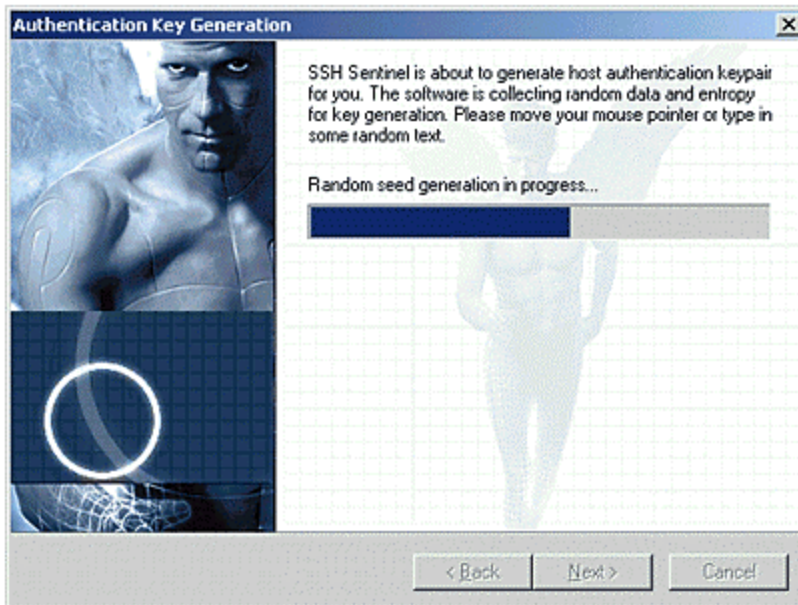 Authentication Key Generation
SSH Sentinel is about to generate host authentication keypair
for you. The software is collecting random data and entropy
for key generation. Please move your mouse pointer or type in
some random text.
Random seed generation in progress...
< Back Next > Cancel